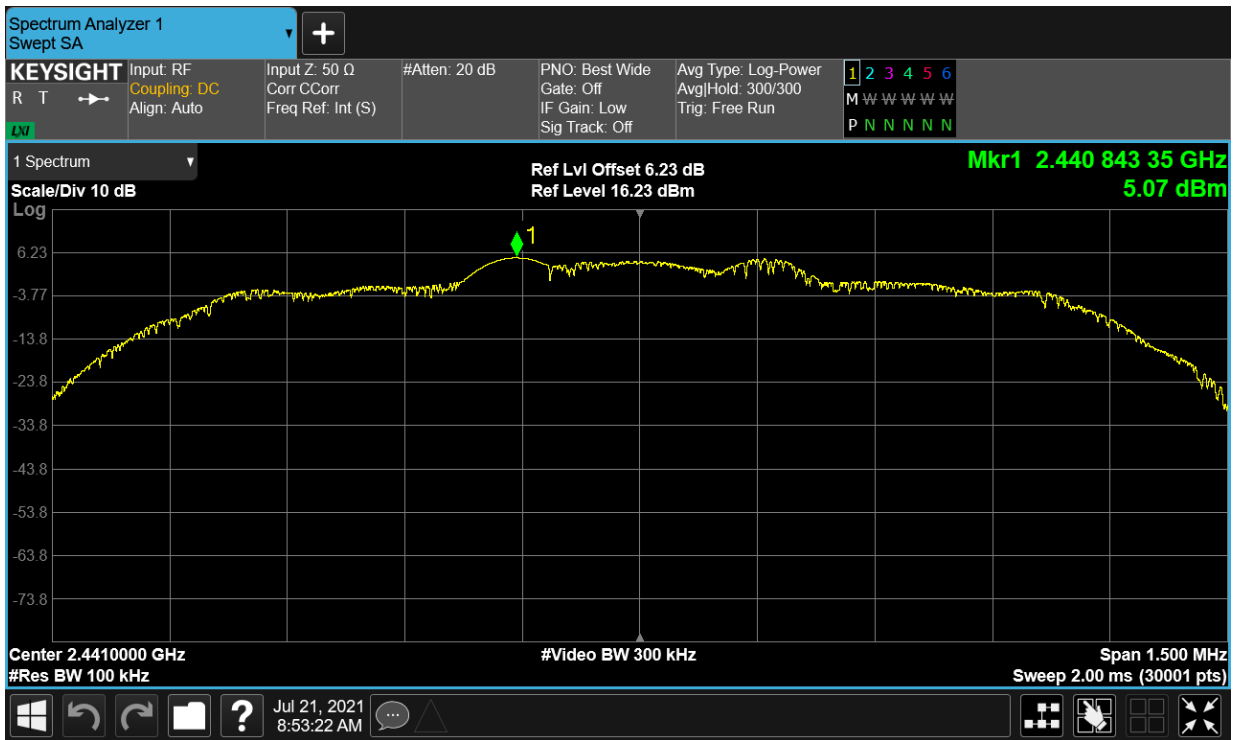 Spectrum Analyzer 1
Swept SA
KEYSIGHT
R T
LXI
Input: RF
Coupling: DC
Align: Auto
Input Z: 50 Ω
Corr CCorr
Freq Ref: Int (S)
#Atten: 20 dB
PNO: Best Wide
Gate: Off
IF Gain: Low
Sig Track: Off
Avg Type: Log-Power
Avg|Hold: 300/300
Trig: Free Run
1 2 3 4 5 6
M W W W W W
P N N N N N
1 Spectrum
Scale/Div 10 dB
Log
Ref Lvl Offset 6.23 dB
Ref Level 16.23 dBm
Mkr1 2.440 843 35 GHz
5.07 dBm
1
6.23
-3.77
-13.8
-23.8
-33.8
-43.8
-53.8
-63.8
-73.8
Center 2.4410000 GHz
#Res BW 100 kHz
#Video BW 300 kHz
Span 1.500 MHz
Sweep 2.00 ms (30001 pts)
?
Jul 21, 2021
8:53:22 AM